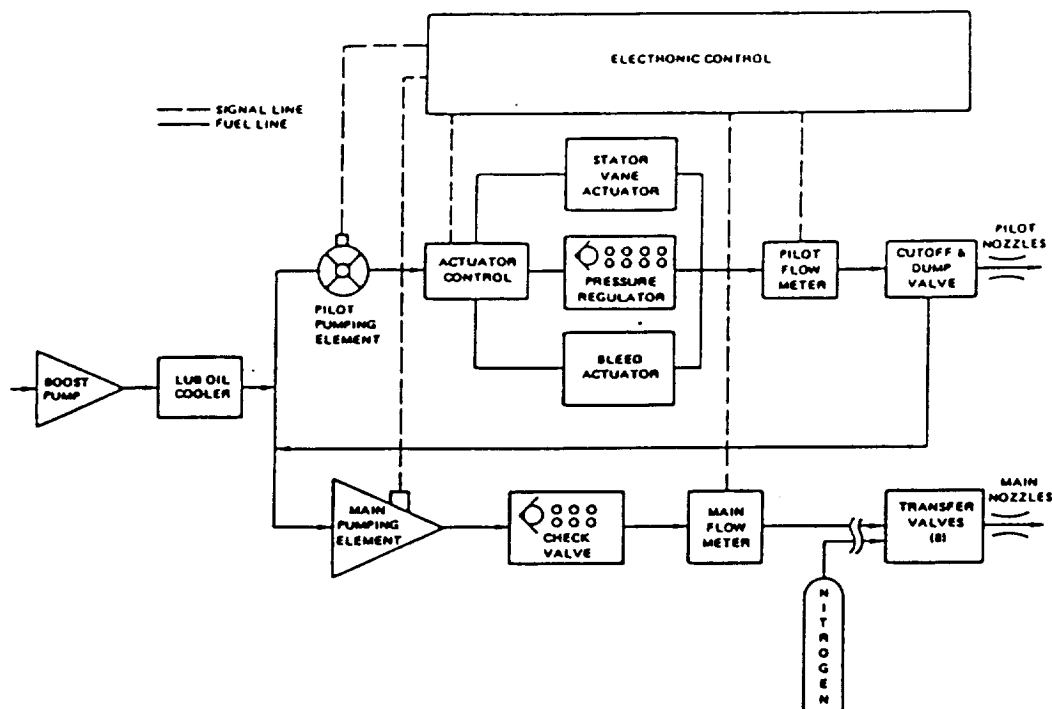 ELECTRONIC CONTROL
SIGNAL LINE
FUEL LINE
STATOR
VANE
ACTUATOR
PILOT
NOZZLES
ACTUATOR
CONTROL
PRESSURE
REGULATOR
PILOT
FLOW
METER
CUTOFF &
DUMP
VALVE
PILOT
PUMPING
ELEMENT
BLEED
ACTUATOR
BOOST
PUMP
LUB OIL
COOLER
MAIN
PUMPING
ELEMENT
CHECK
VALVE
MAIN
FLOW
METER
TRANSFER
VALVES
(8)
MAIN
NOZZLES
NITROGEN